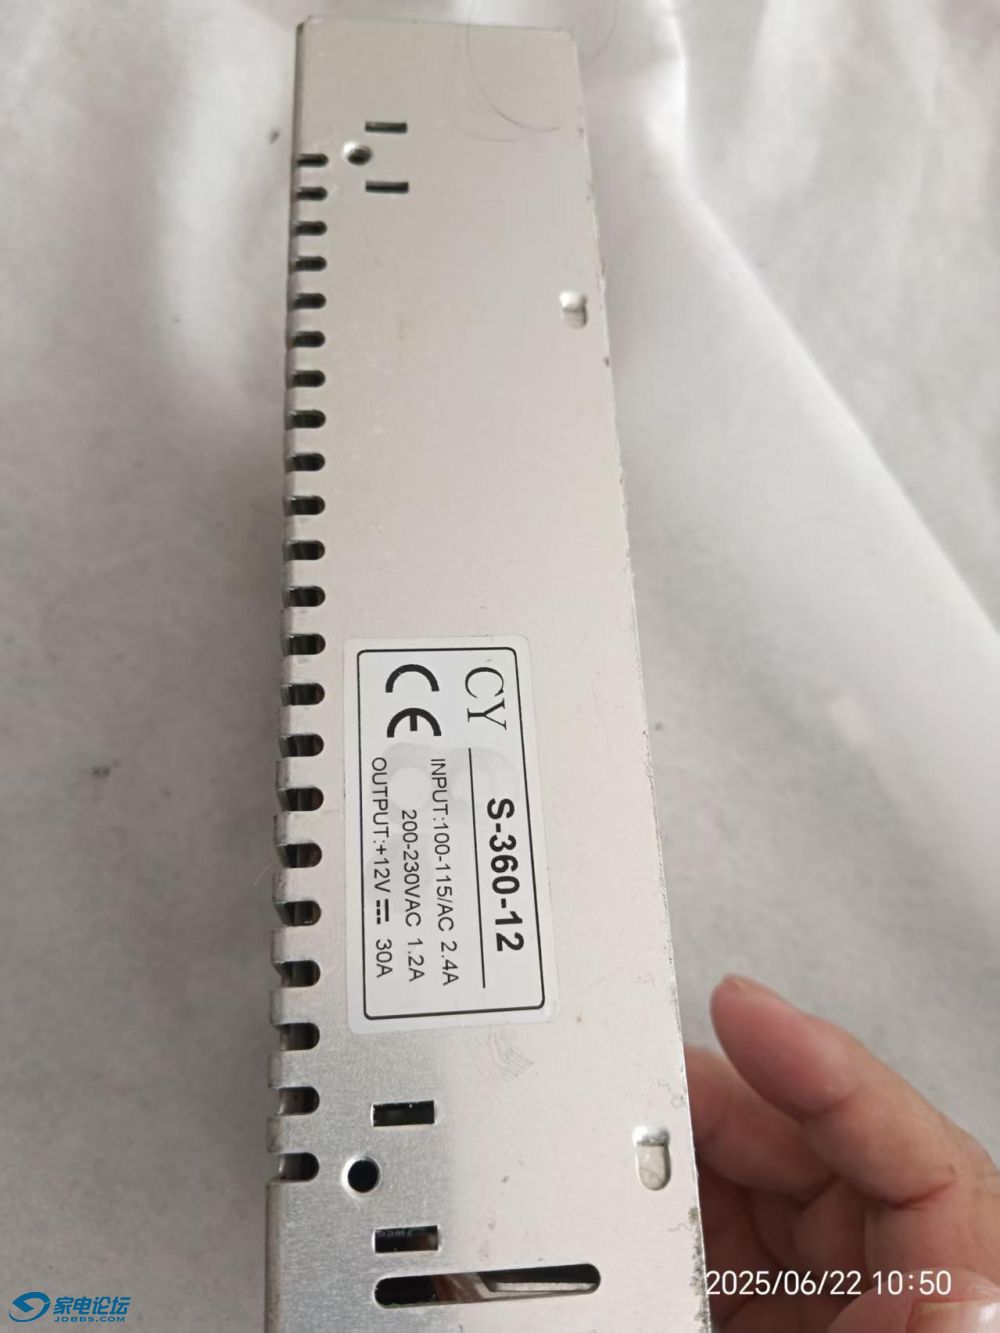 CY S-360-12
CE INPUT:100-115/AC 2.4A
200-230VAC 1.2A
OUTPUT:+12V⎓ 30A
2025/06/22 10:50
家电论坛
JDBBS.COM